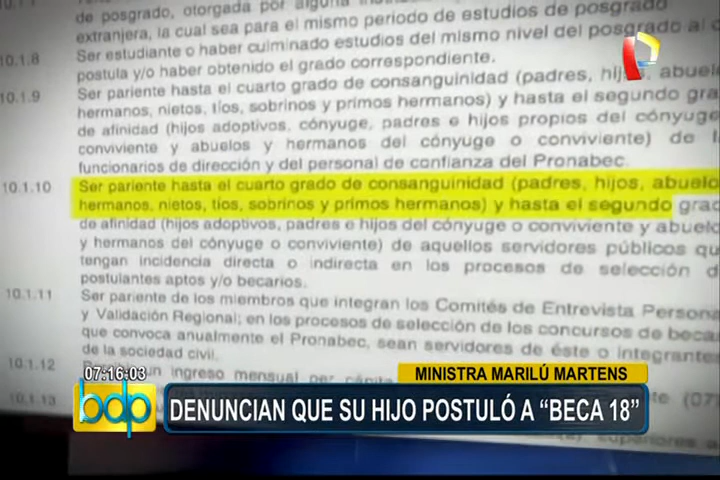 de posgrado, otorgada por alguna
extranjera, la cual sea para el mismo periodo de estudios de posgrado
10.1.8 Ser estudiante o haber culminado estudios del mismo nivel del posgrado al
postula y/o haber obtenido el grado correspondiente.
10.1.9 Ser pariente hasta el cuarto grado de consanguinidad (padres, hijos, abuelo
hermanos, nietos, tíos, sobrinos y primos hermanos) y hasta el segundo gra
de afinidad (hijos adoptivos, cónyuge, padres e hijos propios del cónyuge
conviviente y abuelos y hermanos del cónyuge o conviviente) de l
funcionarios de dirección y del personal de confianza del Pronabec.
10.1.10 Ser pariente hasta el cuarto grado de consanguinidad (padres, hijos, abuelo
hermanos, nietos, tíos, sobrinos y primos hermanos) y hasta el segundo grad
de afinidad (hijos adoptivos, padres e hijos del cónyuge o conviviente y abuelo
y hermanos del cónyuge o conviviente) de aquellos servidores públicos qu
tengan incidencia directa o indirecta en los procesos de selección d
postulantes aptos y/o becarios.
10.1.11 Ser pariente de los miembros que integran los Comités de Entrevista Persona
y Validación Regional; en los procesos de selección de los concursos de beca
que convoca anualmente el Pronabec, sean servidores de éste o integrantes
de la sociedad civil.
10.1.12 un ingreso mensual per cápita
10.1.13
07:16:03
bdp
MINISTRA MARILÚ MARTENS
DENUNCIAN QUE SU HIJO POSTULÓ A “BECA 18”